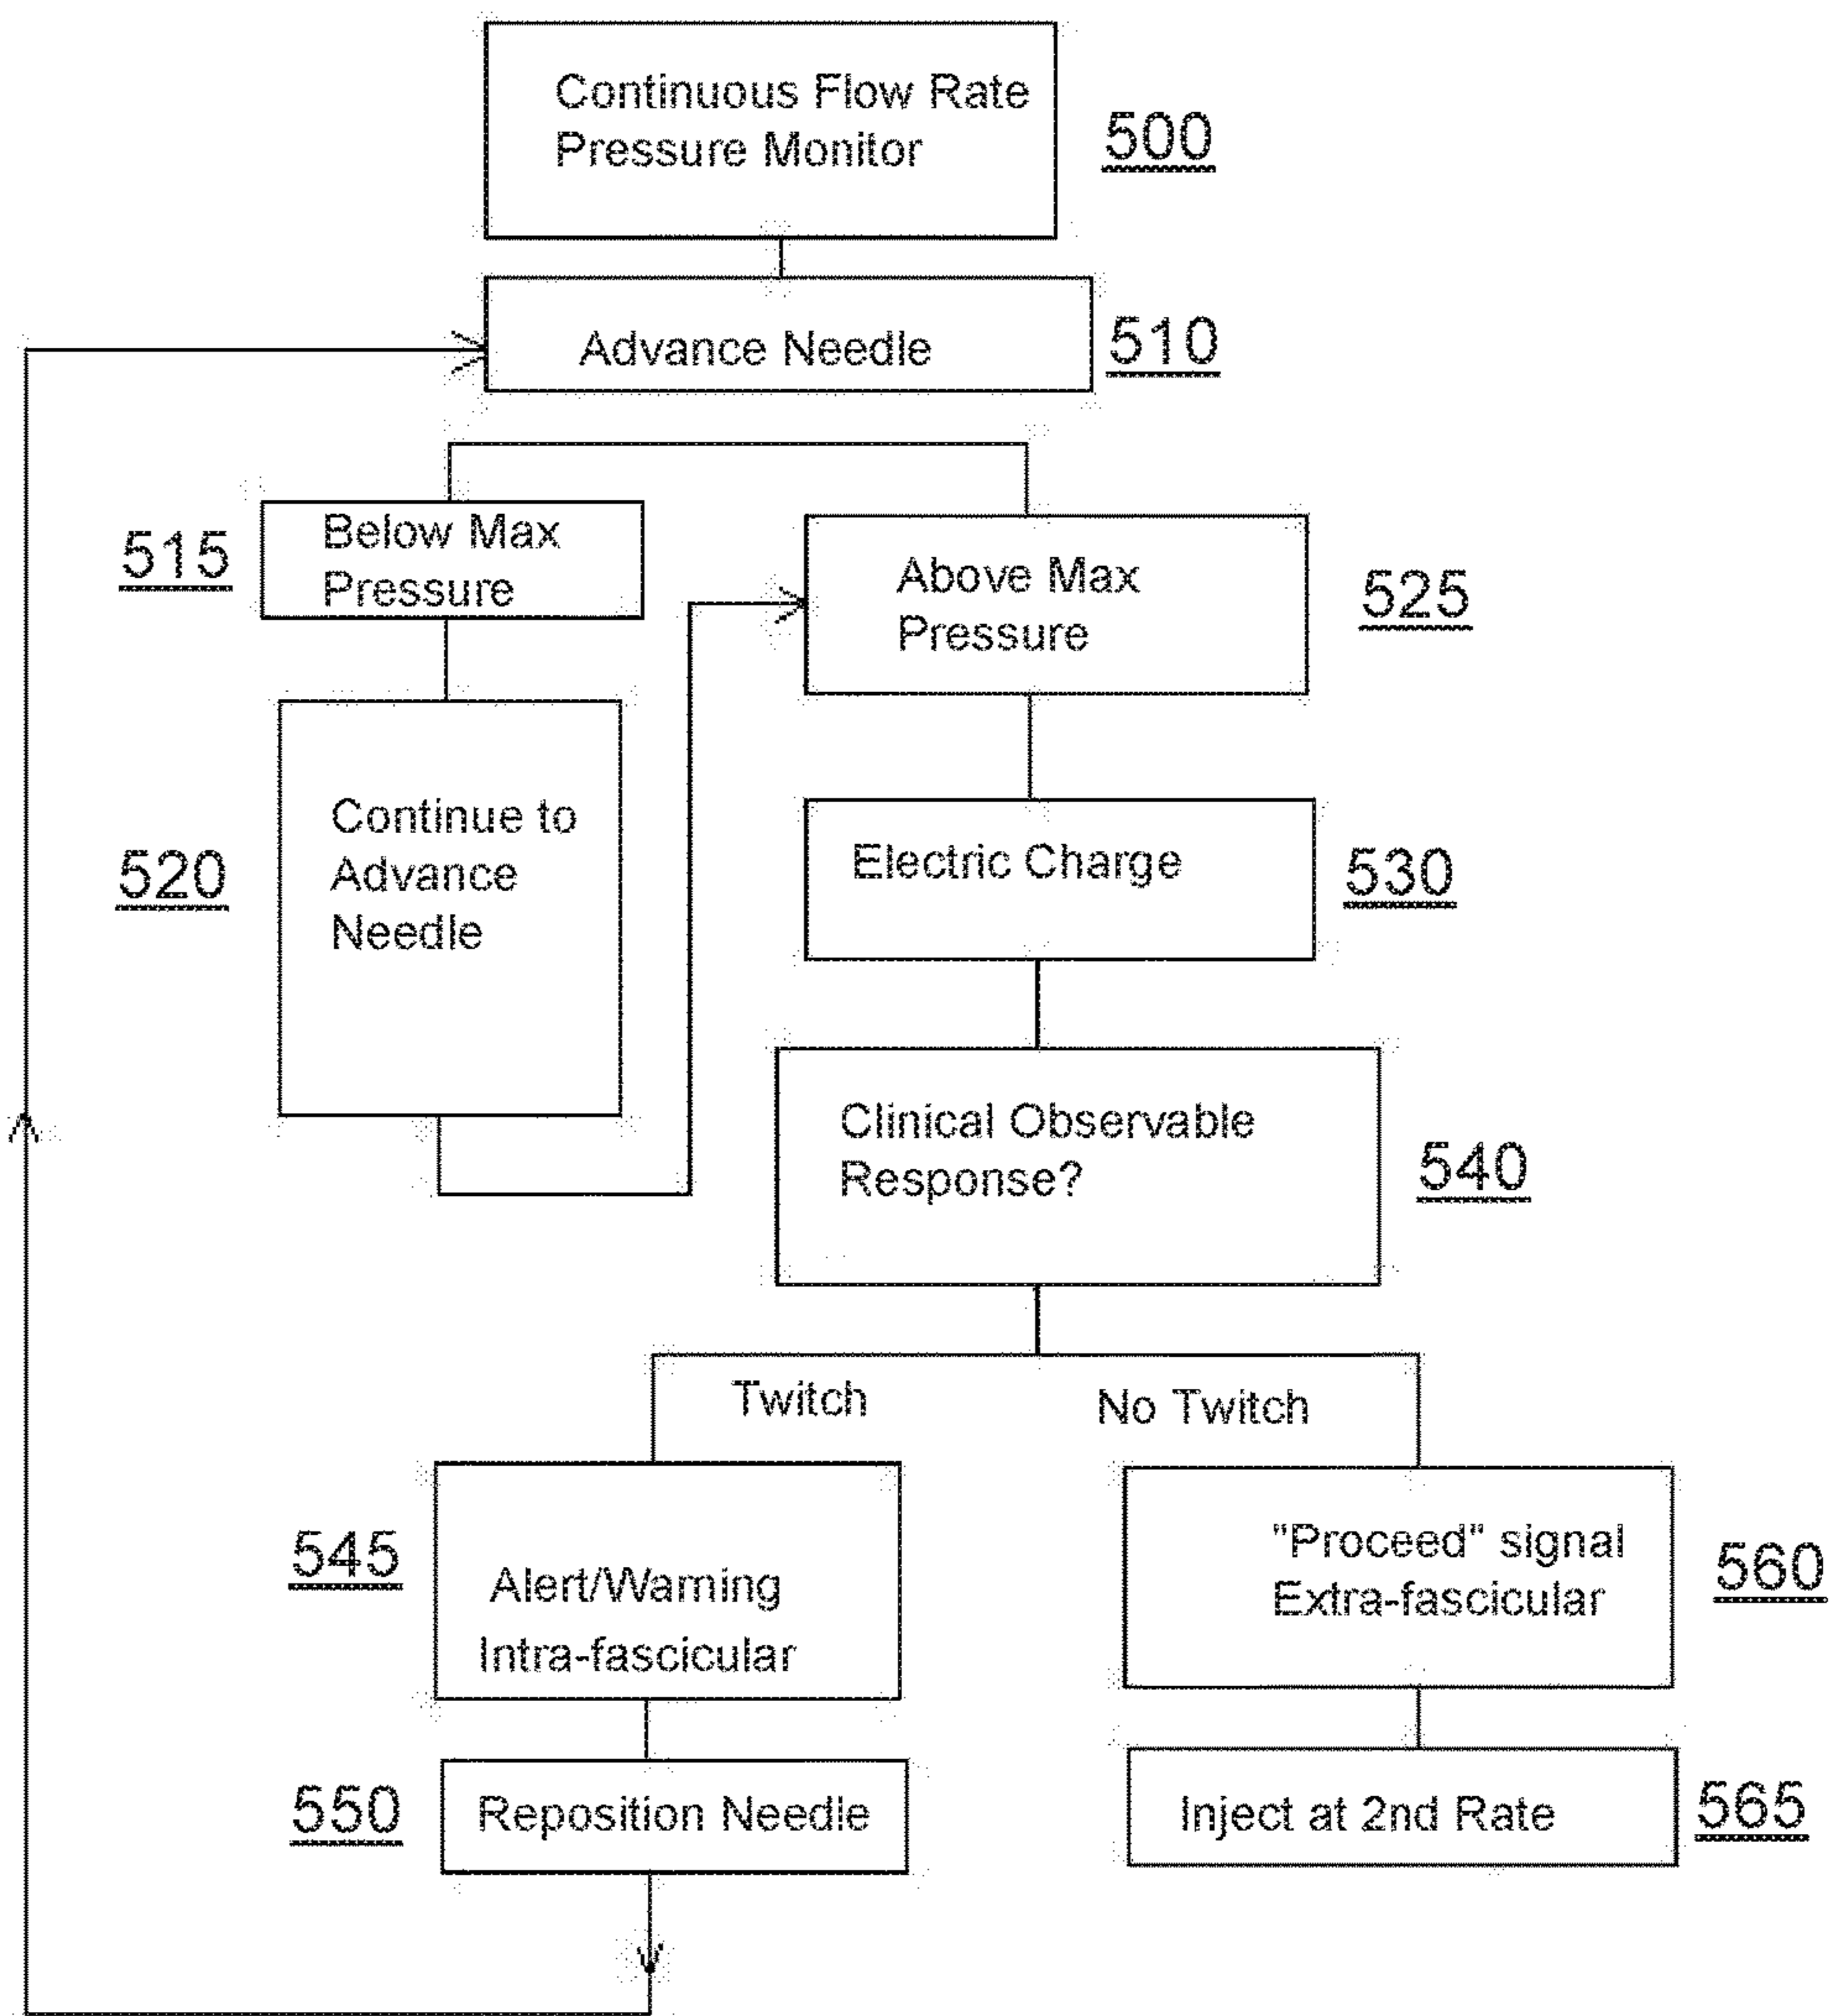 Continuous Flow Rate
Pressure Monitor
500
Advance Needle
510
515
Below Max
Pressure
Above Max
Pressure
525
520
Continue to
Advance
Needle
Electric Charge
530
Clinical Observable
Response?
540
Twitch
No Twitch
545
Alert/Warning
Intra-fascicular
"Proceed" signal
Extra-fascicular
560
550
Reposition Needle
Inject at 2nd Rate
565